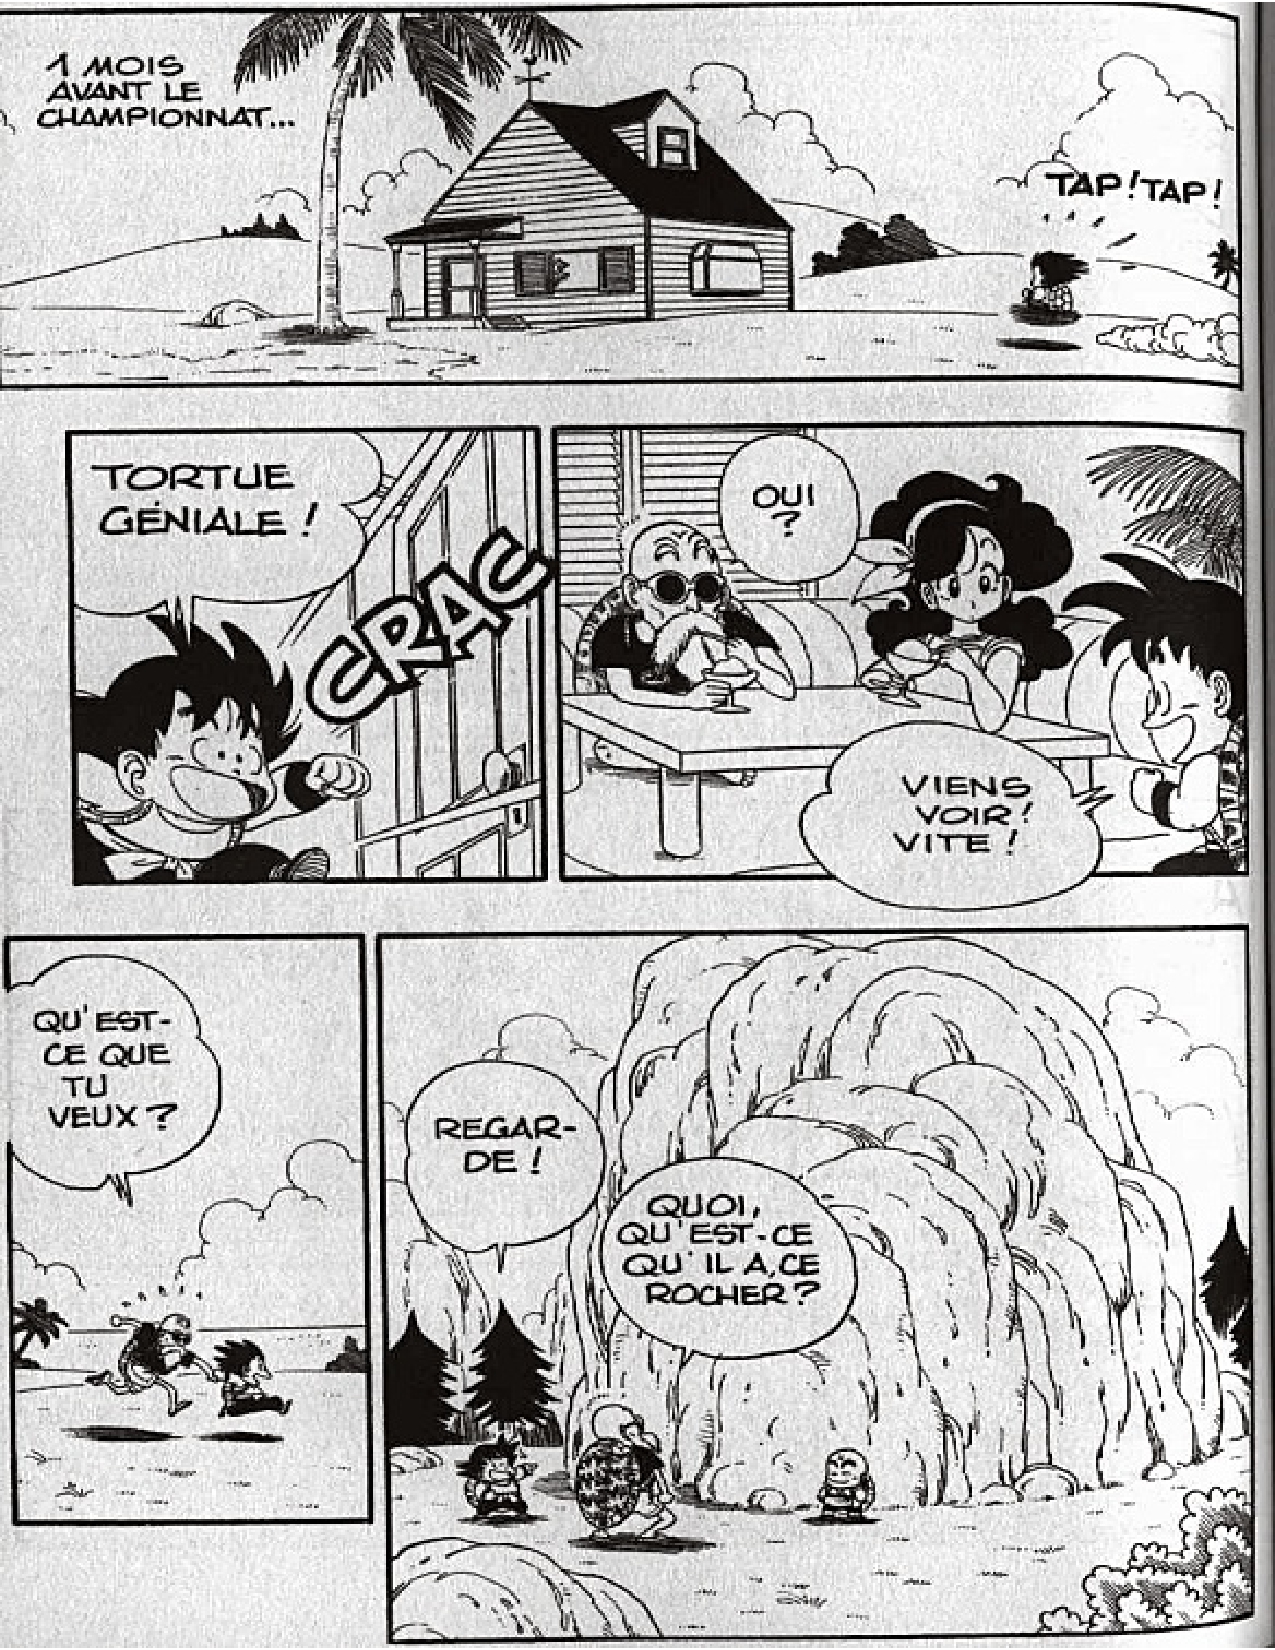 1 MOIS
AVANT LE
CHAMPIONNAT...
TAP! TAP!
TORTUE
GÉNIALE!
CRAC
OUI
?
VIENS
VOIR!
VITE!
QU'EST-
CE QUE
TU
VEUX?
REGAR-
DE!
QUOI,
QU'EST-CE
QU'IL A, CE
ROCHER?